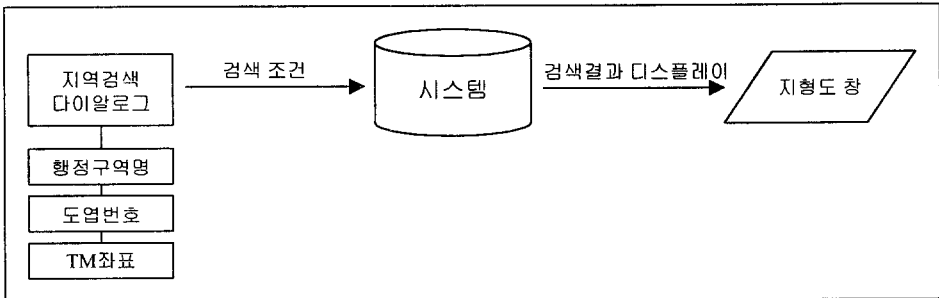 지역검색
다이알로그
검색 조건
시스템
검색결과 디스플레이
지형도 창
행정구역명
도엽번호
TM좌표